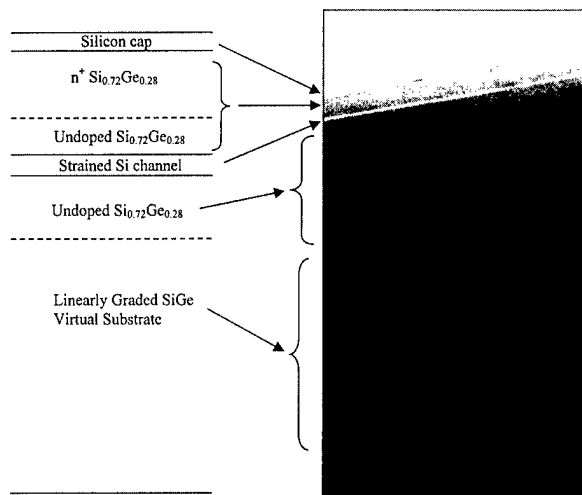 Silicon cap
n⁺ Si₀.₇₂Ge₀.₂₈
Undoped Si₀.₇₂Ge₀.₂₈
Strained Si channel
Undoped Si₀.₇₂Ge₀.₂₈
Linearly Graded SiGe
Virtual Substrate